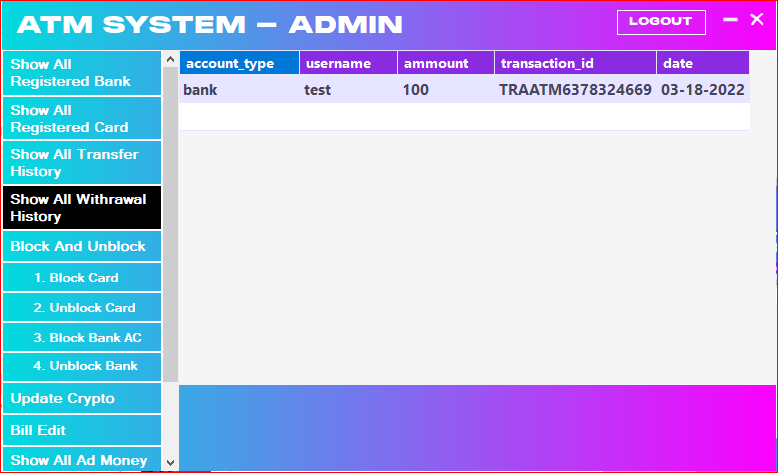 ATM SYSTEM – ADMIN
LOGOUT
Show All
Registered Bank
Show All
Registered Card
Show All Transfer
History
Show All Withrawal
History
Block And Unblock
1. Block Card
2. Unblock Card
3. Block Bank AC
4. Unblock Bank
Update Crypto
Bill Edit
Show All Ad Money
account_type username ammount transaction_id date
bank test 100 TRAATM6378324669 03-18-2022